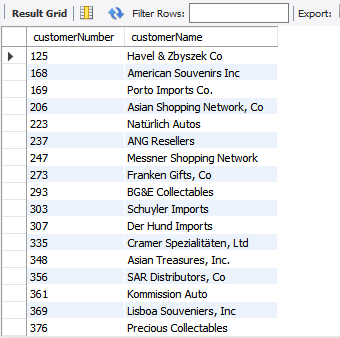 Result Grid Filter Rows: Export:
customerNumber customerName
125 Havel & Zbyszek Co
168 American Souvenirs Inc
169 Porto Imports Co.
206 Asian Shopping Network, Co
223 Natürlich Autos
237 ANG Resellers
247 Messner Shopping Network
273 Franken Gifts, Co
293 BG&E Collectables
303 Schuyler Imports
307 Der Hund Imports
335 Cramer Spezialitäten, Ltd
348 Asian Treasures, Inc.
356 SAR Distributors, Co
361 Kommission Auto
369 Lisboa Souveniers, Inc
376 Precious Collectables